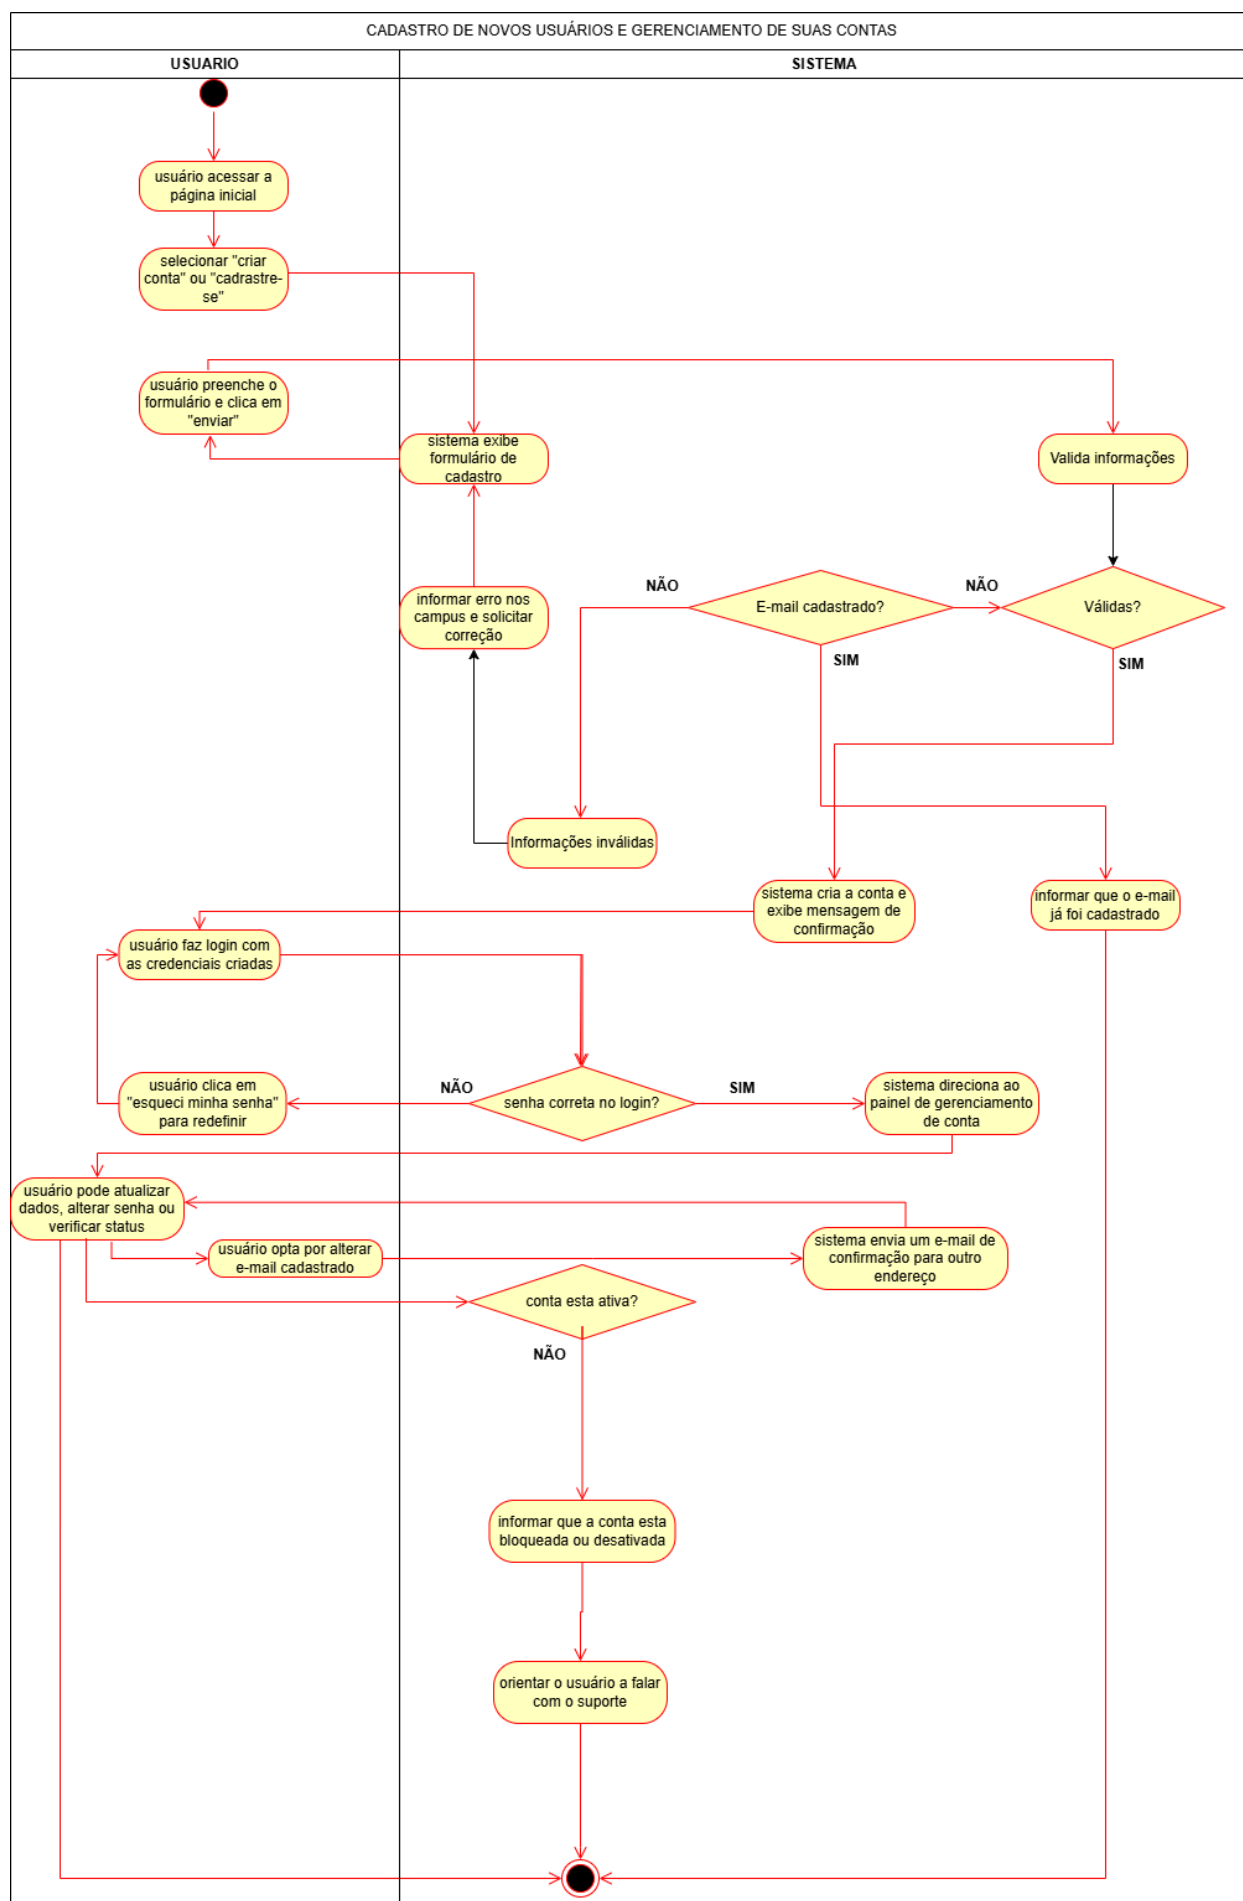 CADASTRO DE NOVOS USUÁRIOS E GERENCIAMENTO DE SUAS CONTAS
USUARIO
SISTEMA
usuário acessar a
página inicial
selecionar "criar
conta" ou "cadrastre-
se"
usuário preenche o
formulário e clica em
"enviar"
sistema exibe
formulário de
cadastro
Valida informações
informar erro nos
campus e solicitar
correção
NÃO
E-mail cadastrado?
NÃO
Válidas?
SIM
SIM
Informações inválidas
sistema cria a conta e
exibe mensagem de
confirmação
informar que o e-mail
já foi cadastrado
usuário faz login com
as credenciais criadas
usuário clica em
"esqueci minha senha"
para redefinir
NÃO
senha correta no login?
SIM
sistema direciona ao
painel de gerenciamento
de conta
usuário pode atualizar
dados, alterar senha ou
verificar status
usuário opta por alterar
e-mail cadastrado
sistema envia um e-mail de
confirmação para outro
endereço
conta esta ativa?
NÃO
informar que a conta esta
bloqueada ou desativada
orientar o usuário a falar
com o suporte